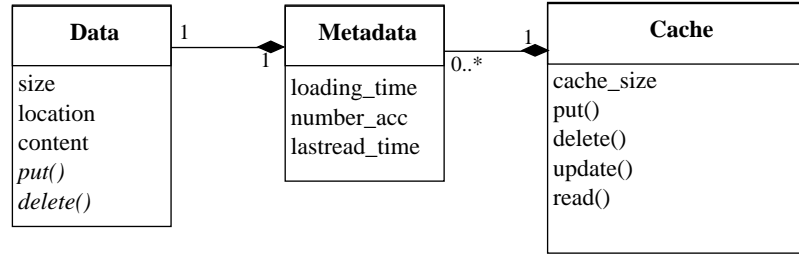 Data
size
location
content
put()
delete()
1
1
Metadata
loading_time
number_acc
lastread_time
0..*
1
Cache
cache_size
put()
delete()
update()
read()